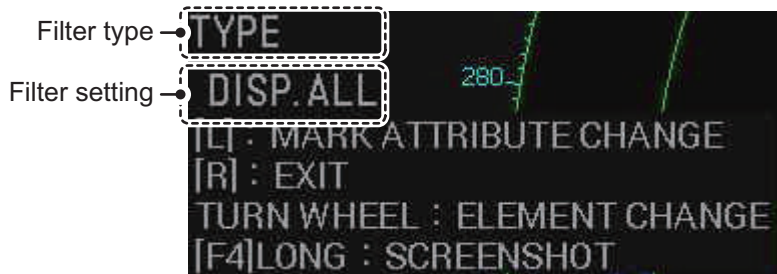 Filter type
TYPE
Filter setting
DISP. ALL
280
[L] : MARK ATTRIBUTE CHANGE
[R] : EXIT
TURN WHEEL : ELEMENT CHANGE
[F4]LONG : SCREENSHOT